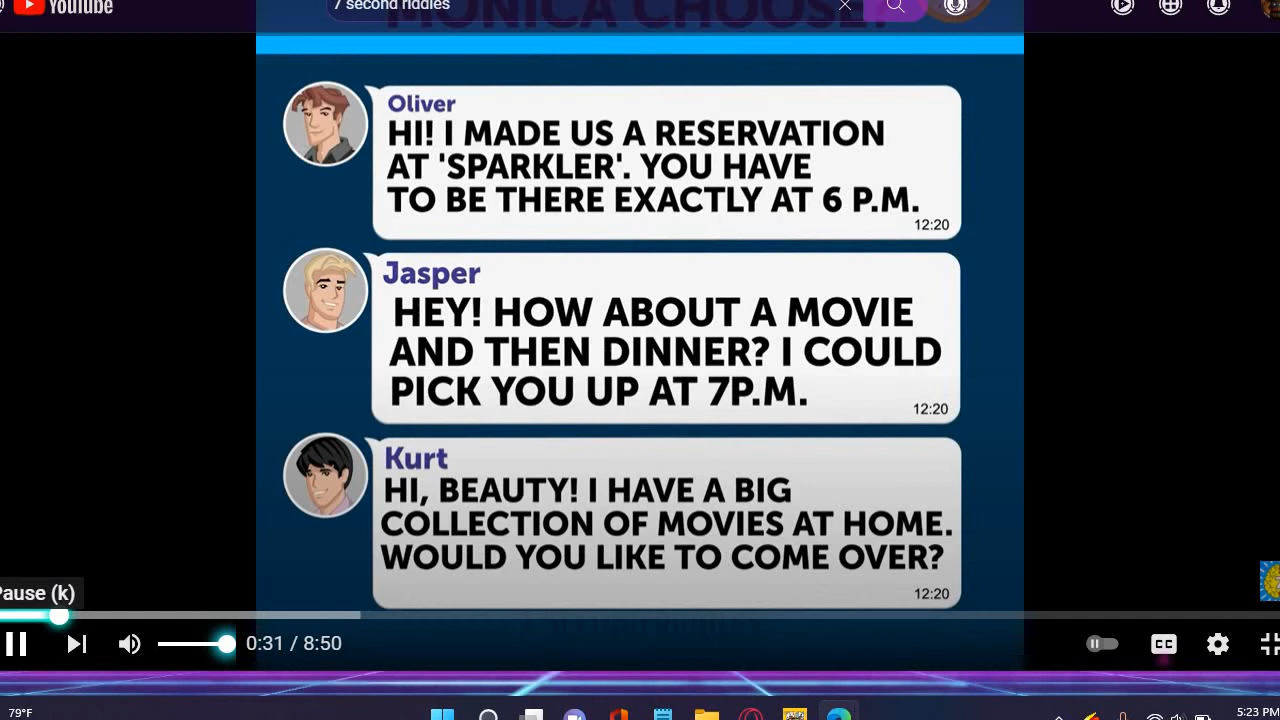 YouTube
7 second riddles
MONICA CHOOSE?
Oliver
HI! I MADE US A RESERVATION
AT 'SPARKLER'. YOU HAVE
TO BE THERE EXACTLY AT 6 P.M.
12:20
Jasper
HEY! HOW ABOUT A MOVIE
AND THEN DINNER? I COULD
PICK YOU UP AT 7P.M.
12:20
Kurt
HI, BEAUTY! I HAVE A BIG
COLLECTION OF MOVIES AT HOME.
WOULD YOU LIKE TO COME OVER?
12:20
Pause (k)
0:31 / 8:50
CC
79°F
5:23 PM